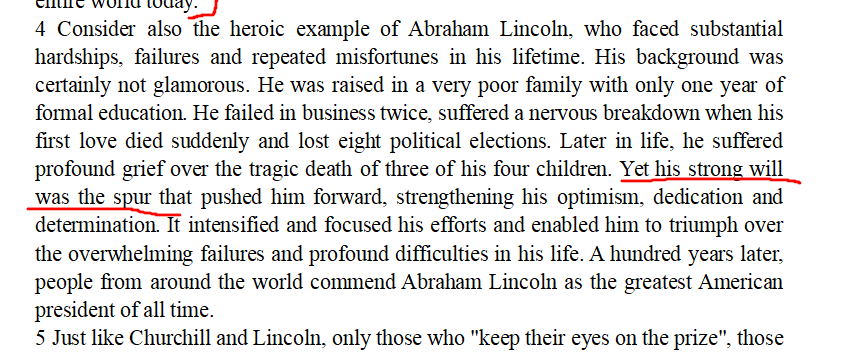 entire world today.
4 Consider also the heroic example of Abraham Lincoln, who faced substantial
hardships, failures and repeated misfortunes in his lifetime. His background was
certainly not glamorous. He was raised in a very poor family with only one year of
formal education. He failed in business twice, suffered a nervous breakdown when his
first love died suddenly and lost eight political elections. Later in life, he suffered
profound grief over the tragic death of three of his four children. Yet his strong will
was the spur that pushed him forward, strengthening his optimism, dedication and
determination. It intensified and focused his efforts and enabled him to triumph over
the overwhelming failures and profound difficulties in his life. A hundred years later,
people from around the world commend Abraham Lincoln as the greatest American
president of all time.
5 Just like Churchill and Lincoln, only those who "keep their eyes on the prize", those